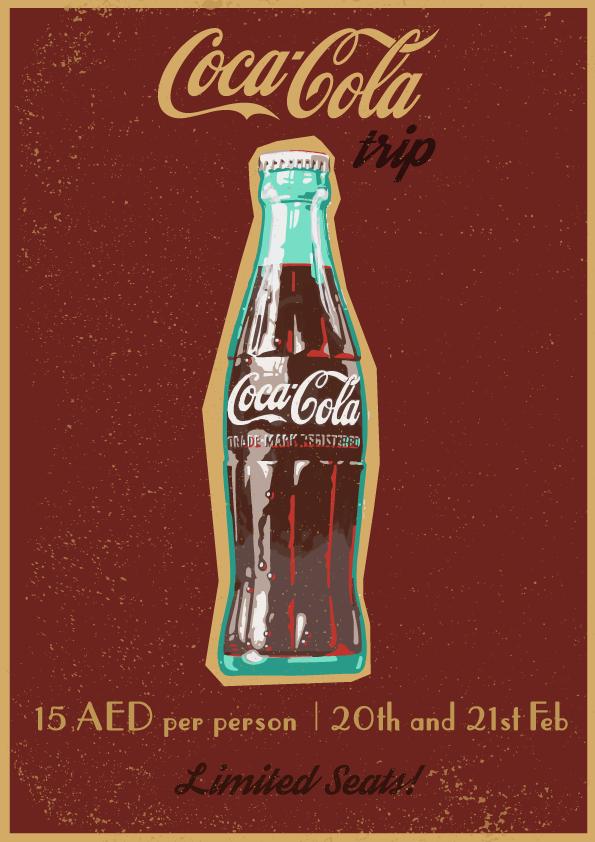 Coca-Cola
trip
Coca-Cola
TRADE-MARK REGISTERED
15 AED per person | 20th and 21st Feb
Limited Seats!